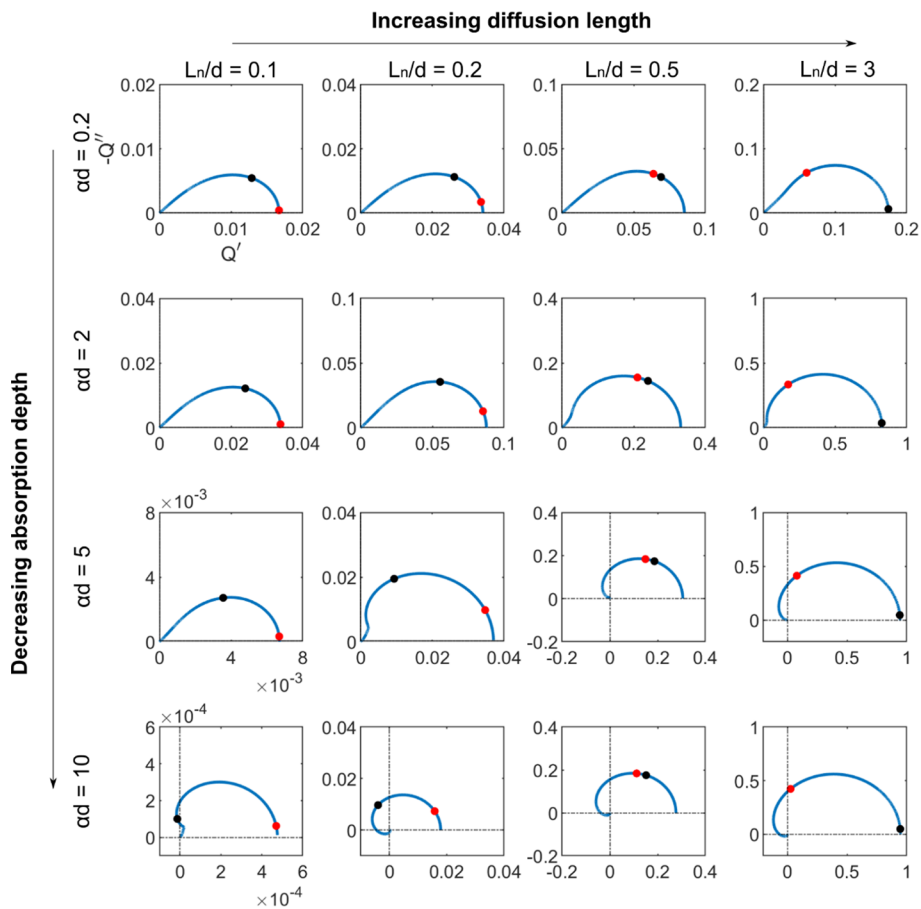 Increasing diffusion length
Lₙ/d = 0.1 Lₙ/d = 0.2 Lₙ/d = 0.5 Lₙ/d = 3
Decreasing absorption depth
αd = 0.2
-Q″
0.02 0.04 0.1 0.2
0.01 0.02 0.05 0.1
0 0 0 0
0 0.01 0.02 0 0.02 0.04 0 0.05 0.1 0 0.1 0.2
Q′
αd = 2
0.04 0.1 0.4 1
0.02 0.05 0.2 0.5
0 0 0 0
0 0.02 0.04 0 0.05 0.1 0 0.2 0.4 0 0.5 1
αd = 5
×10⁻³
8 0.04 0.4 1
4 0.02 0.2 0.5
0 0 0 0
-0.2
0 4 8 0 0.02 0.04 -0.2 0 0.2 0.4 0 0.5 1
×10⁻³
αd = 10
×10⁻⁴
6 0.04 0.4 1
4 0.02 0.2 0.5
2 0 0 0
0 -0.2
0 2 4 6 0 0.02 0.04 -0.2 0 0.2 0.4 0 0.5 1
×10⁻⁴